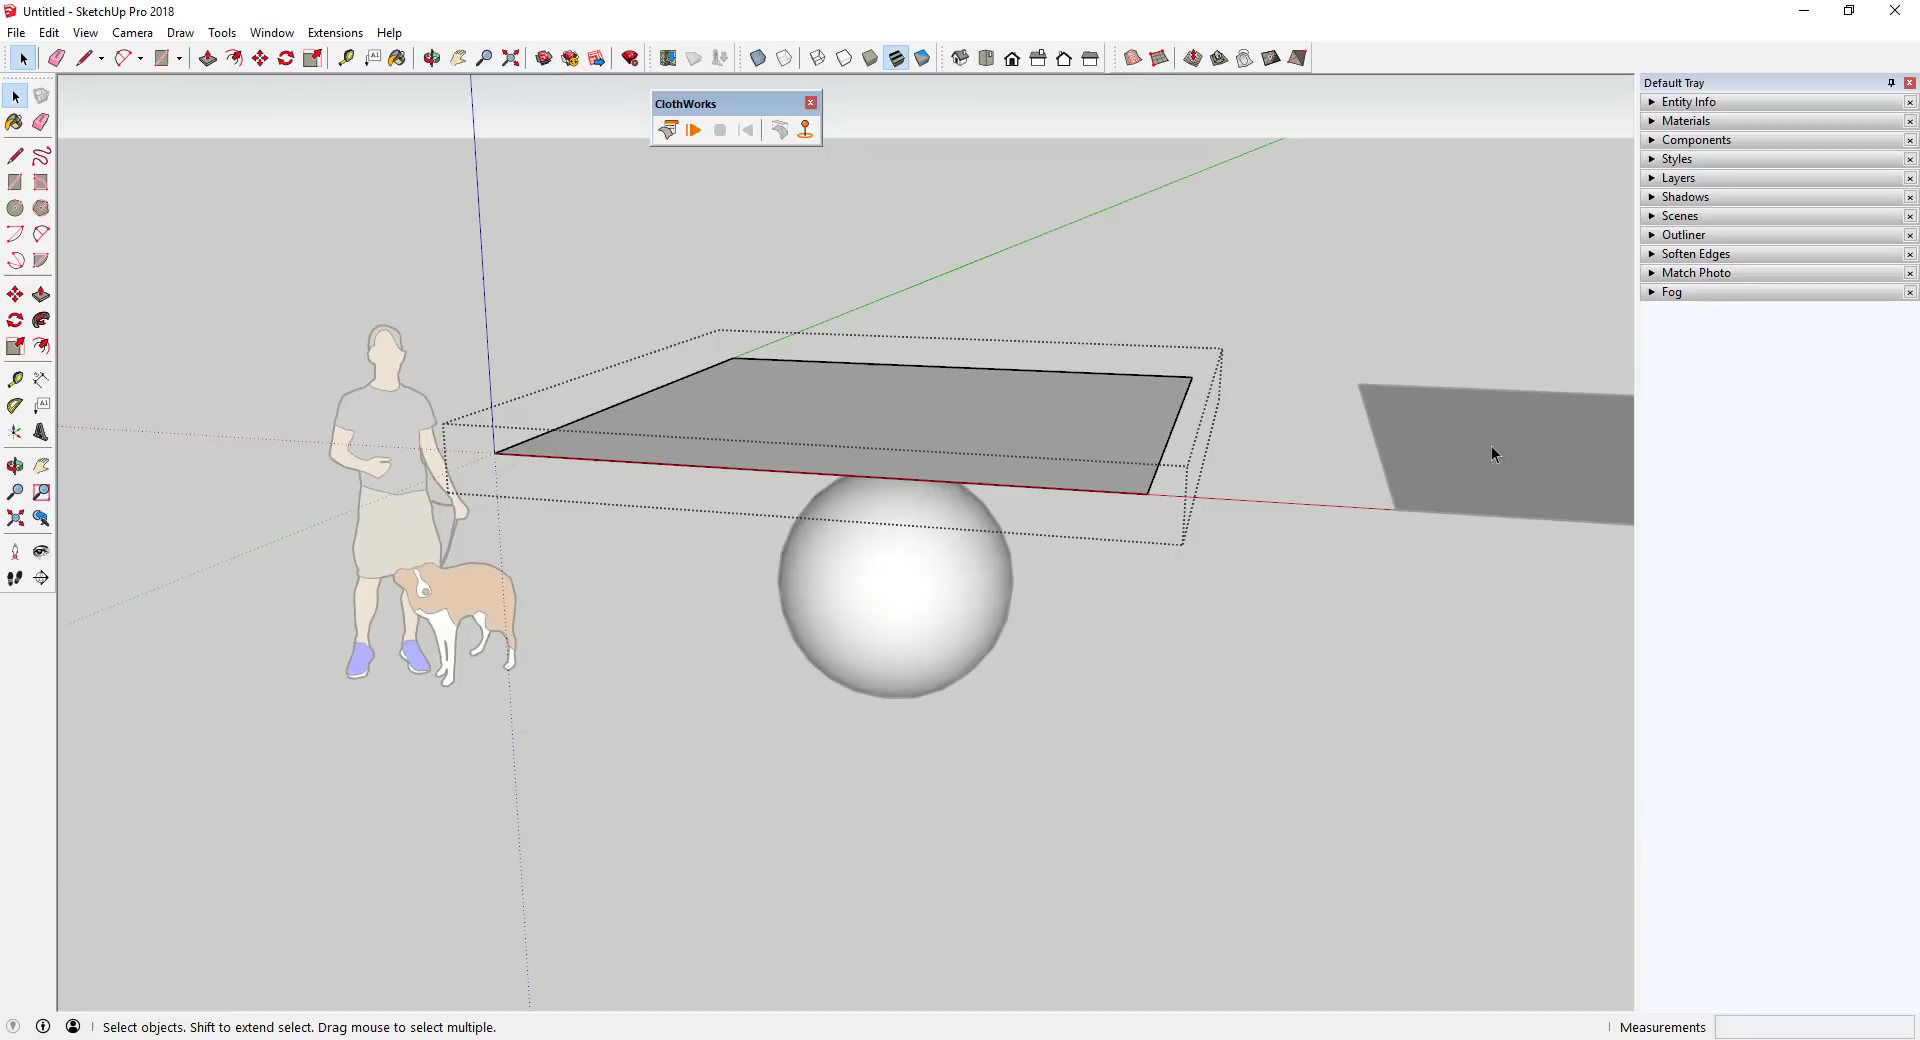 Untitled - SketchUp Pro 2018
File Edit View Camera Draw Tools Window Extensions Help
ClothWorks
Default Tray
Entity Info
Materials
Components
Styles
Layers
Shadows
Scenes
Outliner
Soften Edges
Match Photo
Fog
Select objects. Shift to extend select. Drag mouse to select multiple.
Measurements